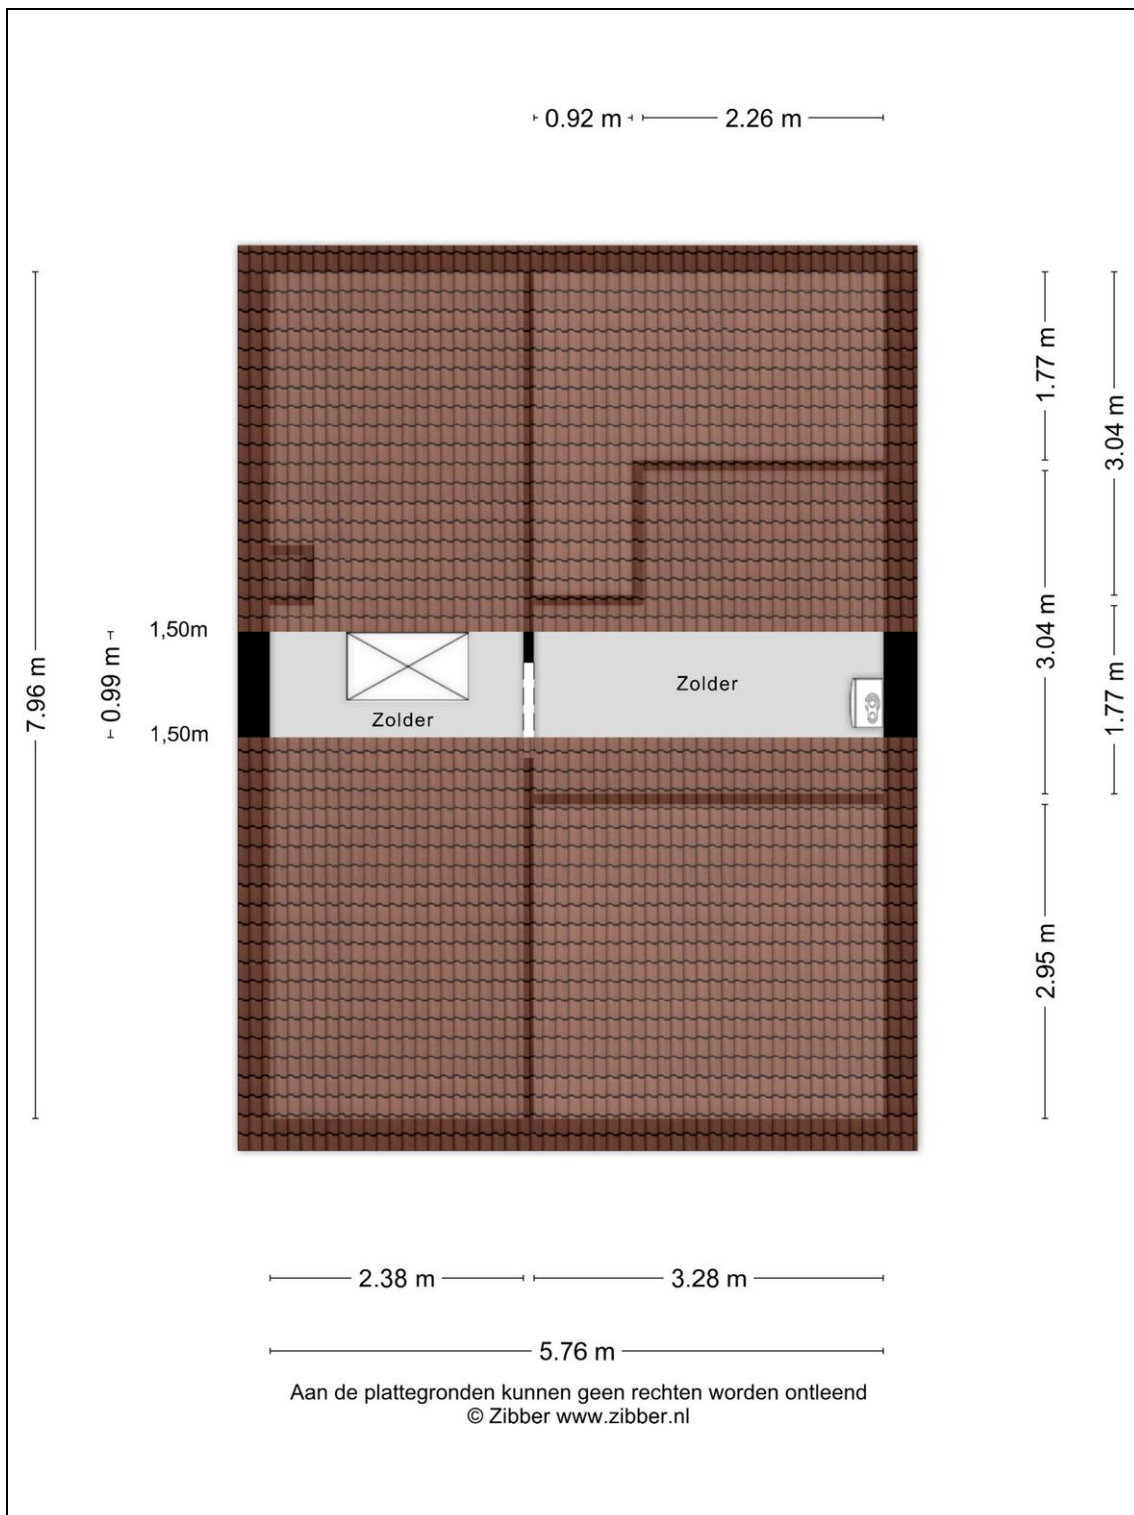 0.92 m
2.26 m
1.77 m
3.04 m
1,50m
Zolder
3.04 m
0.99 m
7.96 m
1.77 m
Zolder
1,50m
2.95 m
2.38 m
3.28 m
5.76 m
Aan de plattegronden kunnen geen rechten worden ontleend
© Zibber www.zibber.nl